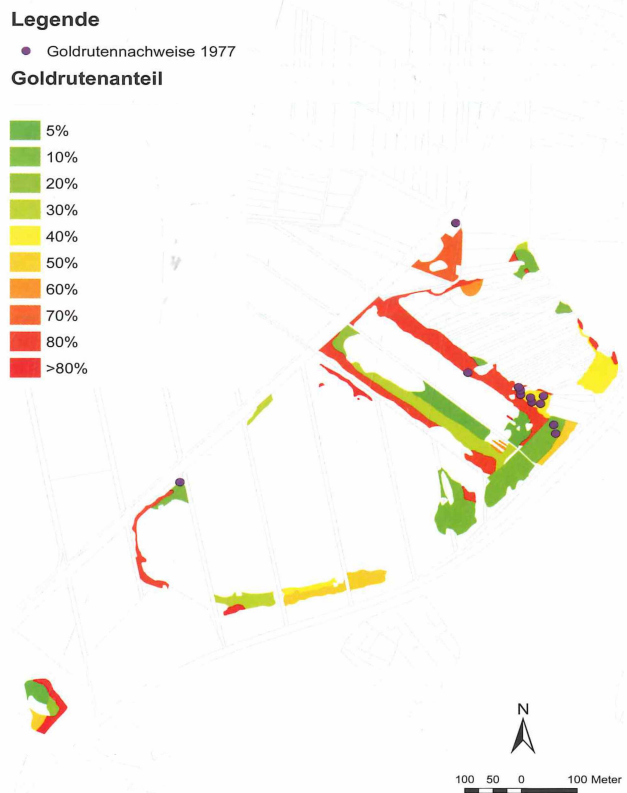 Legende
Goldrutennachweise 1977
Goldrutenanteil
5%
10%
20%
30%
40%
50%
60%
70%
80%
>80%
N
100 50 0 100 Meter